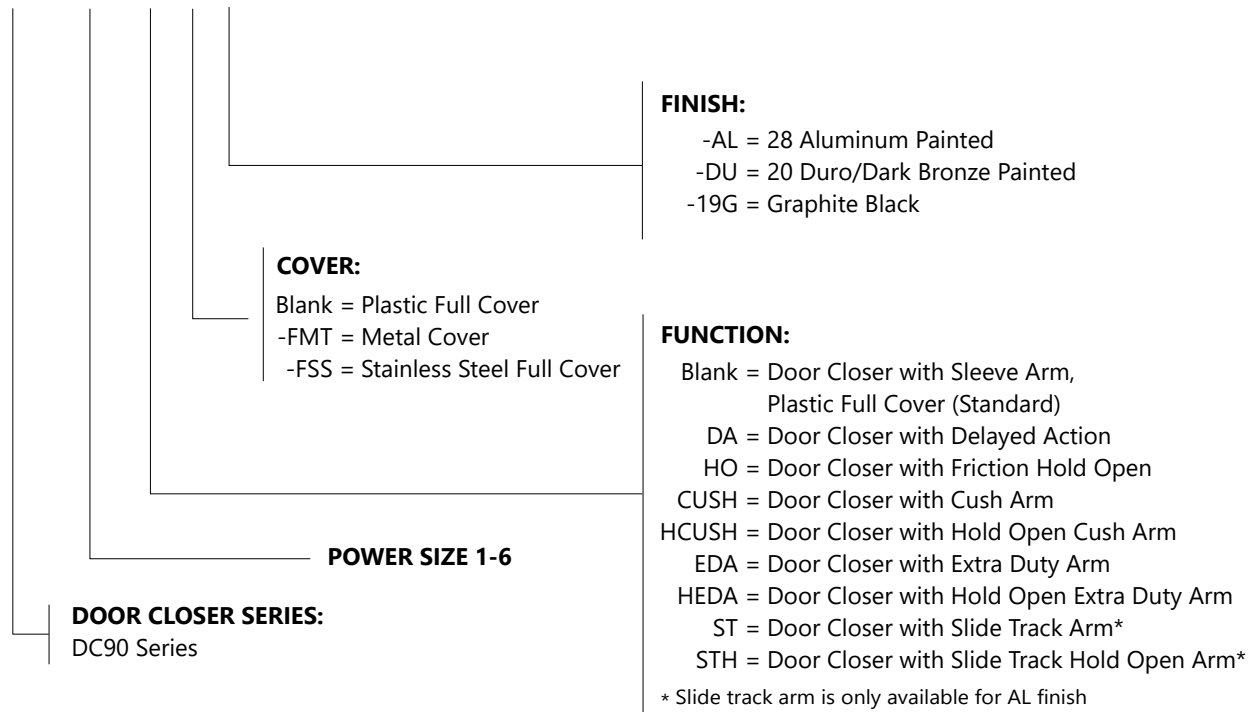 FINISH:
-AL = 28 Aluminum Painted
-DU = 20 Duro/Dark Bronze Painted
-19G = Graphite Black
COVER:
Blank = Plastic Full Cover
-FMT = Metal Cover
-FSS = Stainless Steel Full Cover
FUNCTION:
Blank = Door Closer with Sleeve Arm,
Plastic Full Cover (Standard)
DA = Door Closer with Delayed Action
HO = Door Closer with Friction Hold Open
CUSH = Door Closer with Cush Arm
HCUSH = Door Closer with Hold Open Cush Arm
EDA = Door Closer with Extra Duty Arm
HEDA = Door Closer with Hold Open Extra Duty Arm
ST = Door Closer with Slide Track Arm*
STH = Door Closer with Slide Track Hold Open Arm*
* Slide track arm is only available for AL finish
POWER SIZE 1-6
DOOR CLOSER SERIES:
DC90 Series